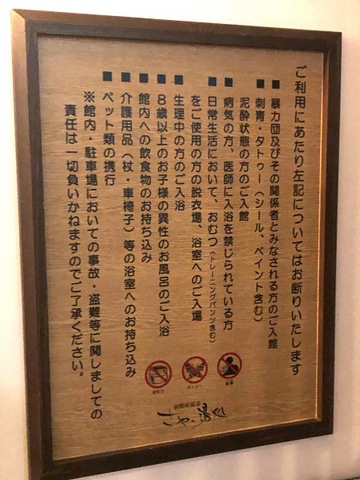 ご利用にあたり左記についてはお断りいたします
■暴力団及びその関係者とみなされる方のご入館
■刺青・タトゥー(シール、ペイント含む)
泥酔状態の方のご入館
■病気の方、医師に入浴を禁じられている方
■日常生活において、おむつ(トレーニングパンツ含む)
をご使用の方の脱衣場、浴室へのご入場
■生理中の方のご入浴
■8歳以上のお子様の異性のお風呂のご入浴
■館内への飲食物のお持ち込み
■介護用品(杖・車椅子)等の浴室へのお持ち込み
■ペット類の携行
※館内・駐車場においての事故・盗難等に関しましての
責任は一切負いかねますのでご了承ください。
さやの湯処